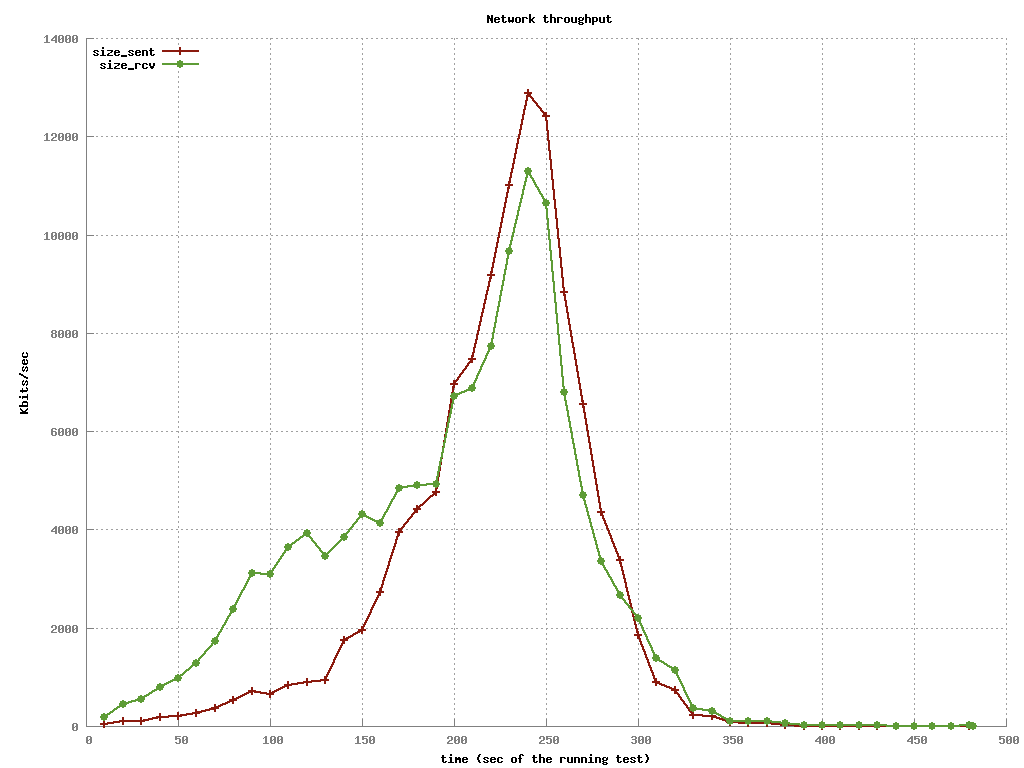 Network throughput
size_sent
size_rcv
14000
12000
10000
8000
6000
4000
2000
0
Kbits/sec
0 50 100 150 200 250 300 350 400 450 500
time (sec of the running test)